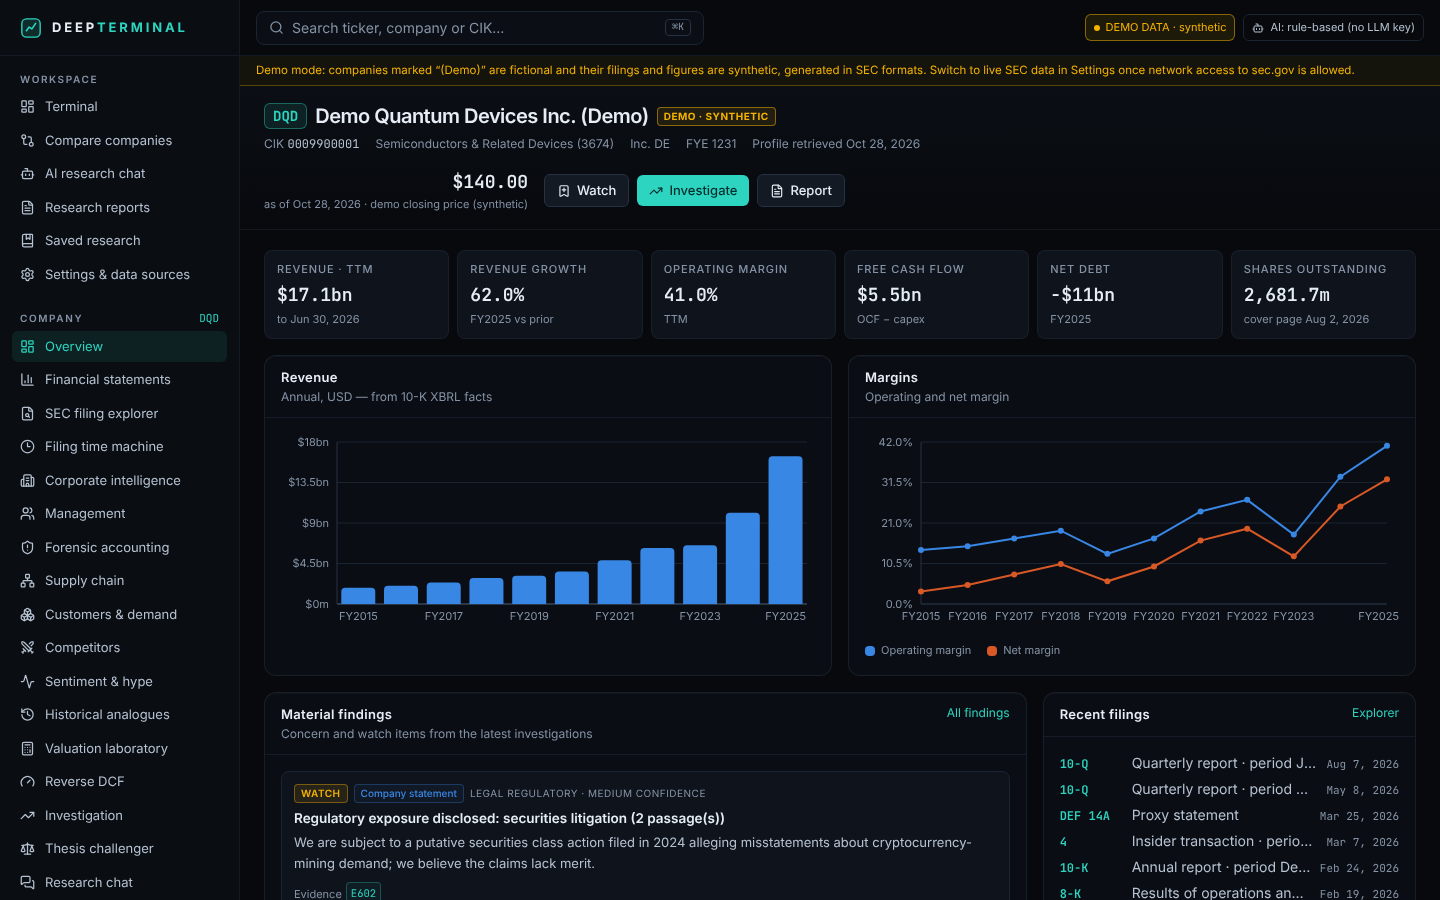 DEEPTERMINAL
Search ticker, company or CIK...
⌘K
DEMO DATA · synthetic
AI: rule-based (no LLM key)
WORKSPACE
Terminal
Compare companies
AI research chat
Research reports
Saved research
Settings & data sources
COMPANY DQD
Overview
Financial statements
SEC filing explorer
Filing time machine
Corporate intelligence
Management
Forensic accounting
Supply chain
Customers & demand
Competitors
Sentiment & hype
Historical analogues
Valuation laboratory
Reverse DCF
Investigation
Thesis challenger
Research chat
Demo mode: companies marked “(Demo)” are fictional and their filings and figures are synthetic, generated in SEC formats. Switch to live SEC data in Settings once network access to sec.gov is allowed.
DQD Demo Quantum Devices Inc. (Demo) DEMO · SYNTHETIC
CIK 0009900001 Semiconductors & Related Devices (3674) Inc. DE FYE 1231 Profile retrieved Oct 28, 2026
$140.00
as of Oct 28, 2026 · demo closing price (synthetic)
Watch
Investigate
Report
REVENUE · TTM
$17.1bn
to Jun 30, 2026
REVENUE GROWTH
62.0%
FY2025 vs prior
OPERATING MARGIN
41.0%
TTM
FREE CASH FLOW
$5.5bn
OCF − capex
NET DEBT
-$11bn
FY2025
SHARES OUTSTANDING
2,681.7m
cover page Aug 2, 2026
Revenue
Annual, USD — from 10-K XBRL facts
$18bn
$13.5bn
$9bn
$4.5bn
$0m
FY2015 FY2017 FY2019 FY2021 FY2023 FY2025
Margins
Operating and net margin
42.0%
31.5%
21.0%
10.5%
0.0%
FY2015 FY2016 FY2017 FY2018 FY2019 FY2020 FY2021 FY2022 FY2023 FY2025
Operating margin Net margin
Material findings
All findings
Concern and watch items from the latest investigations
WATCH Company statement LEGAL REGULATORY · MEDIUM CONFIDENCE
Regulatory exposure disclosed: securities litigation (2 passage(s))
We are subject to a putative securities class action filed in 2024 alleging misstatements about cryptocurrency-
mining demand; we believe the claims lack merit.
Evidence E602
Recent filings
Explorer
10-Q Quarterly report · period J... Aug 7, 2026
10-Q Quarterly report · period ... May 8, 2026
DEF 14A Proxy statement Mar 25, 2026
4 Insider transaction · perio... Mar 7, 2026
10-K Annual report · period De... Feb 24, 2026
8-K Results of operations an... Feb 19, 2026